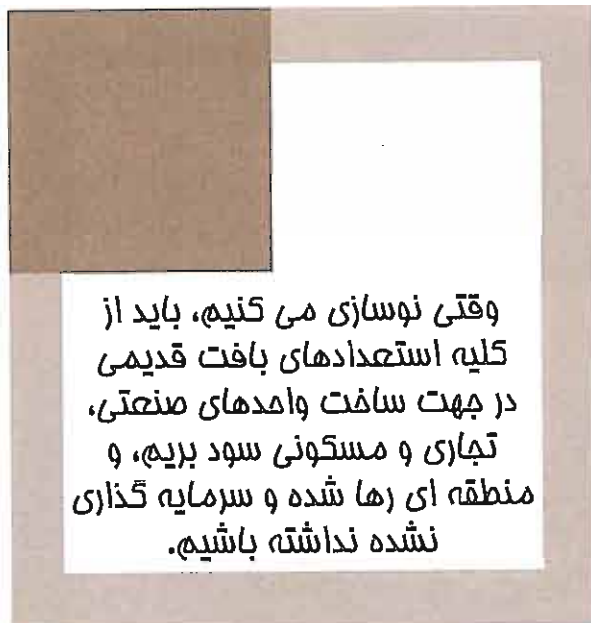 وقتی نوسازی می کنیم، باید از
کلیه استعدادهای بافت قدیمی
در جهت ساخت واحدهای صنعتی،
تجاری و مسکونی سود بریم، و
منطقه ای رها شده و سرمایه گذاری
نشده نداشته باشیم.